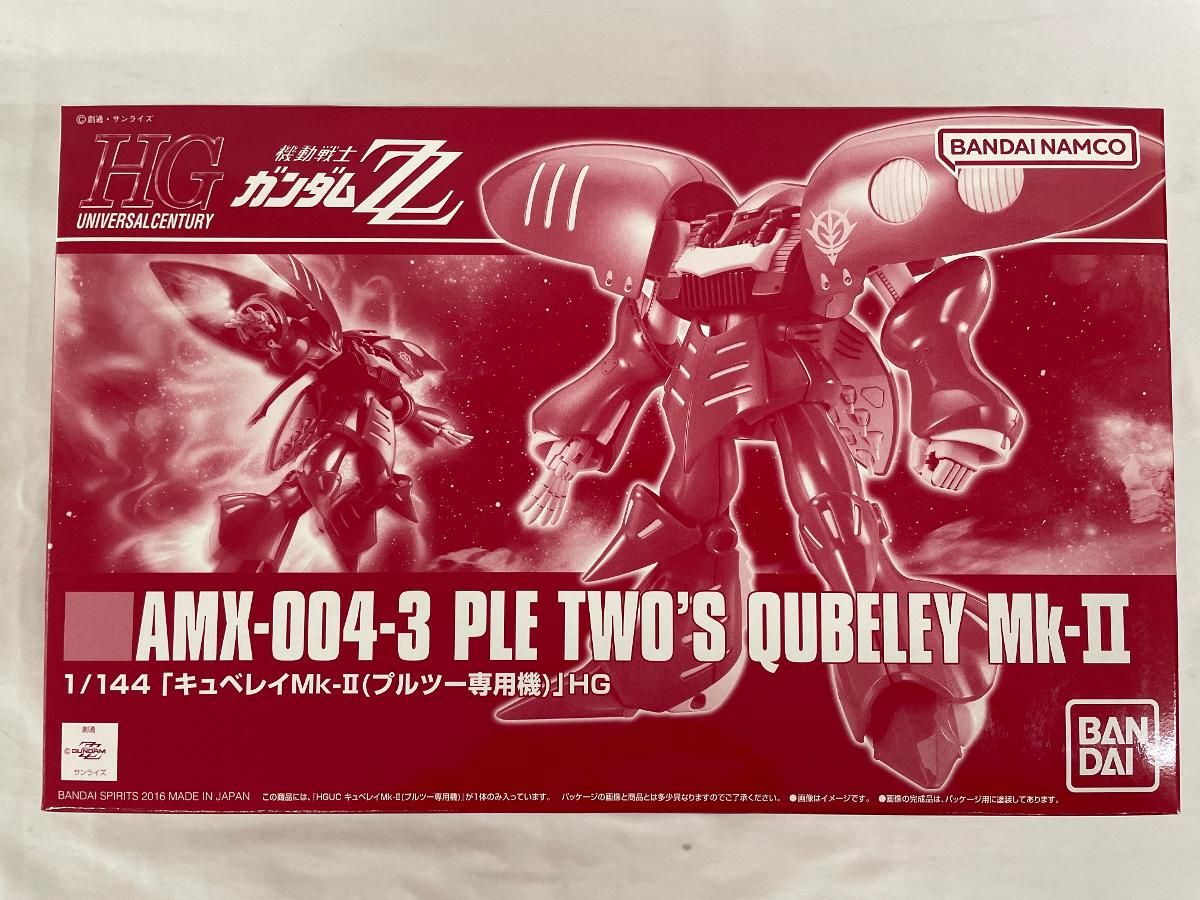 ©創通・サンライズ
HG
UNIVERSAL CENTURY
機動戦士
ガンダムZZ
BANDAI NAMCO
AMX-004-3 PLE TWO'S QUBELEY Mk-II
1/144「キュベレイMk-II(プルツー専用機)」HG
創通
© GUNDAM ZZ
サンライズ
BAN
DAI
BANDAI SPIRITS 2016 MADE IN JAPAN この商品には、「HGUC キュベレイMk-II(プルツー専用機)」が1体のみ入っています。 パッケージの画像と商品とは多少異なりますのでご了承ください。 ●画像はイメージです。 ●画像の完成品は、パッケージ用に塗装してあります。